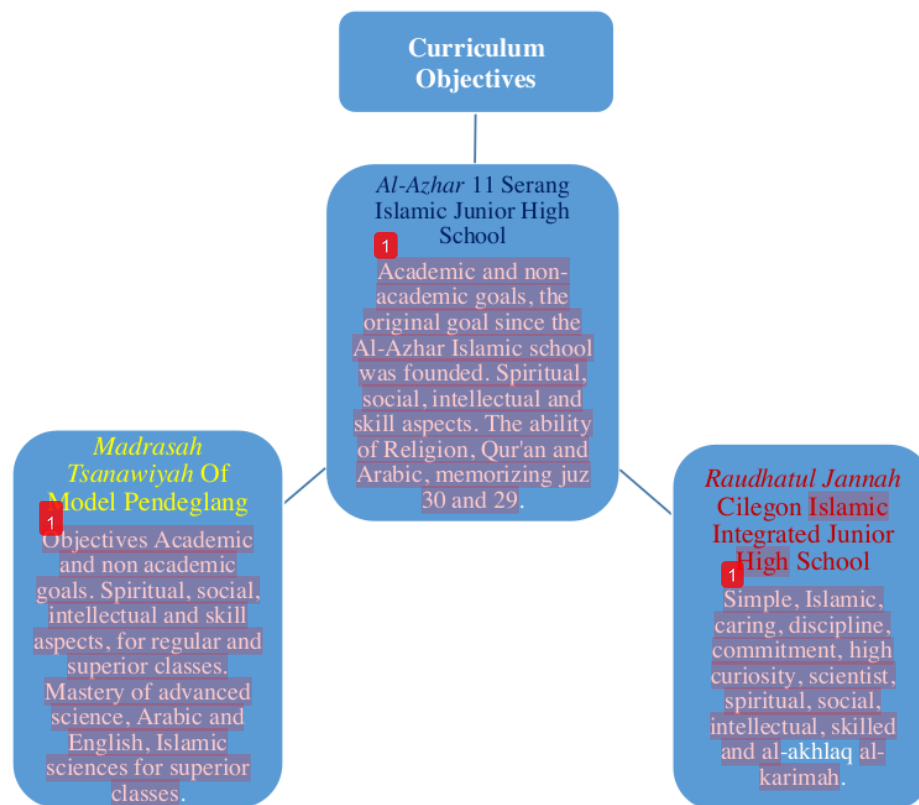 Curriculum
Objectives
Al-Azhar 11 Serang
Islamic Junior High
School
1
Academic and non-
academic goals, the
original goal since the
Al-Azhar Islamic school
was founded. Spiritual,
social, intellectual and
skill aspects. The ability
of Religion, Qur'an and
Arabic, memorizing juz
30 and 29.
Madrasah
Tsanawiyah Of
Model Pendeglang
1
Objectives Academic
and non academic
goals. Spiritual, social,
intellectual and skill
aspects, for regular and
superior classes.
Mastery of advanced
science, Arabic and
English, Islamic
sciences for superior
classes.
Raudhatul Jannah
Cilegon Islamic
Integrated Junior
High School
1
Simple, Islamic,
caring, discipline,
commitment, high
curiosity, scientist,
spiritual, social,
intellectual, skilled
and al-akhlaq al-
karimah.